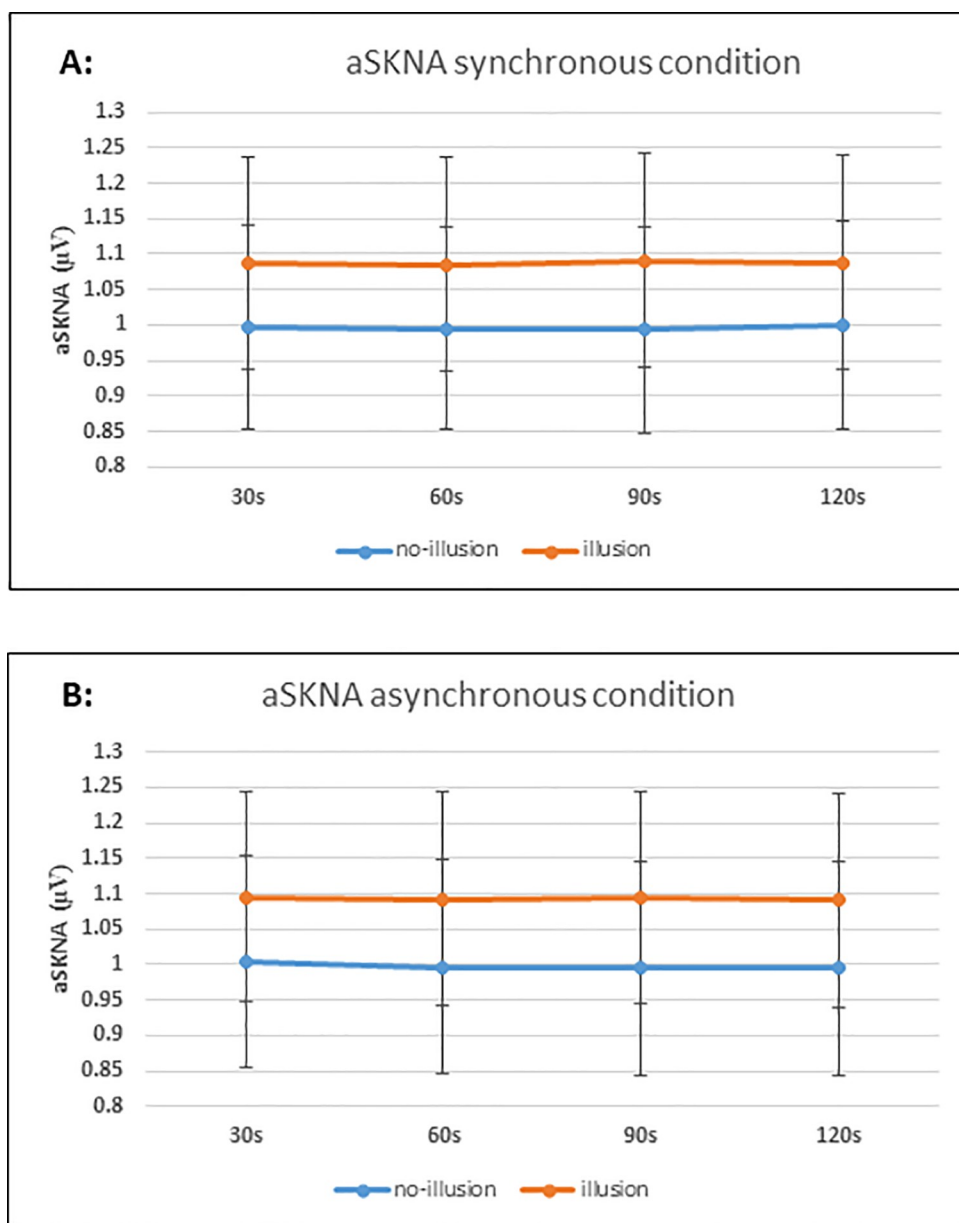 A: aSKNA synchronous condition
1.3
1.25
1.2
1.15
1.1
1.05
1
0.95
0.9
0.85
0.8
aSKNA (μV)
30s 60s 90s 120s
no-illusion illusion
B: aSKNA asynchronous condition
1.3
1.25
1.2
1.15
1.1
1.05
1
0.95
0.9
0.85
0.8
aSKNA (μV)
30s 60s 90s 120s
no-illusion illusion